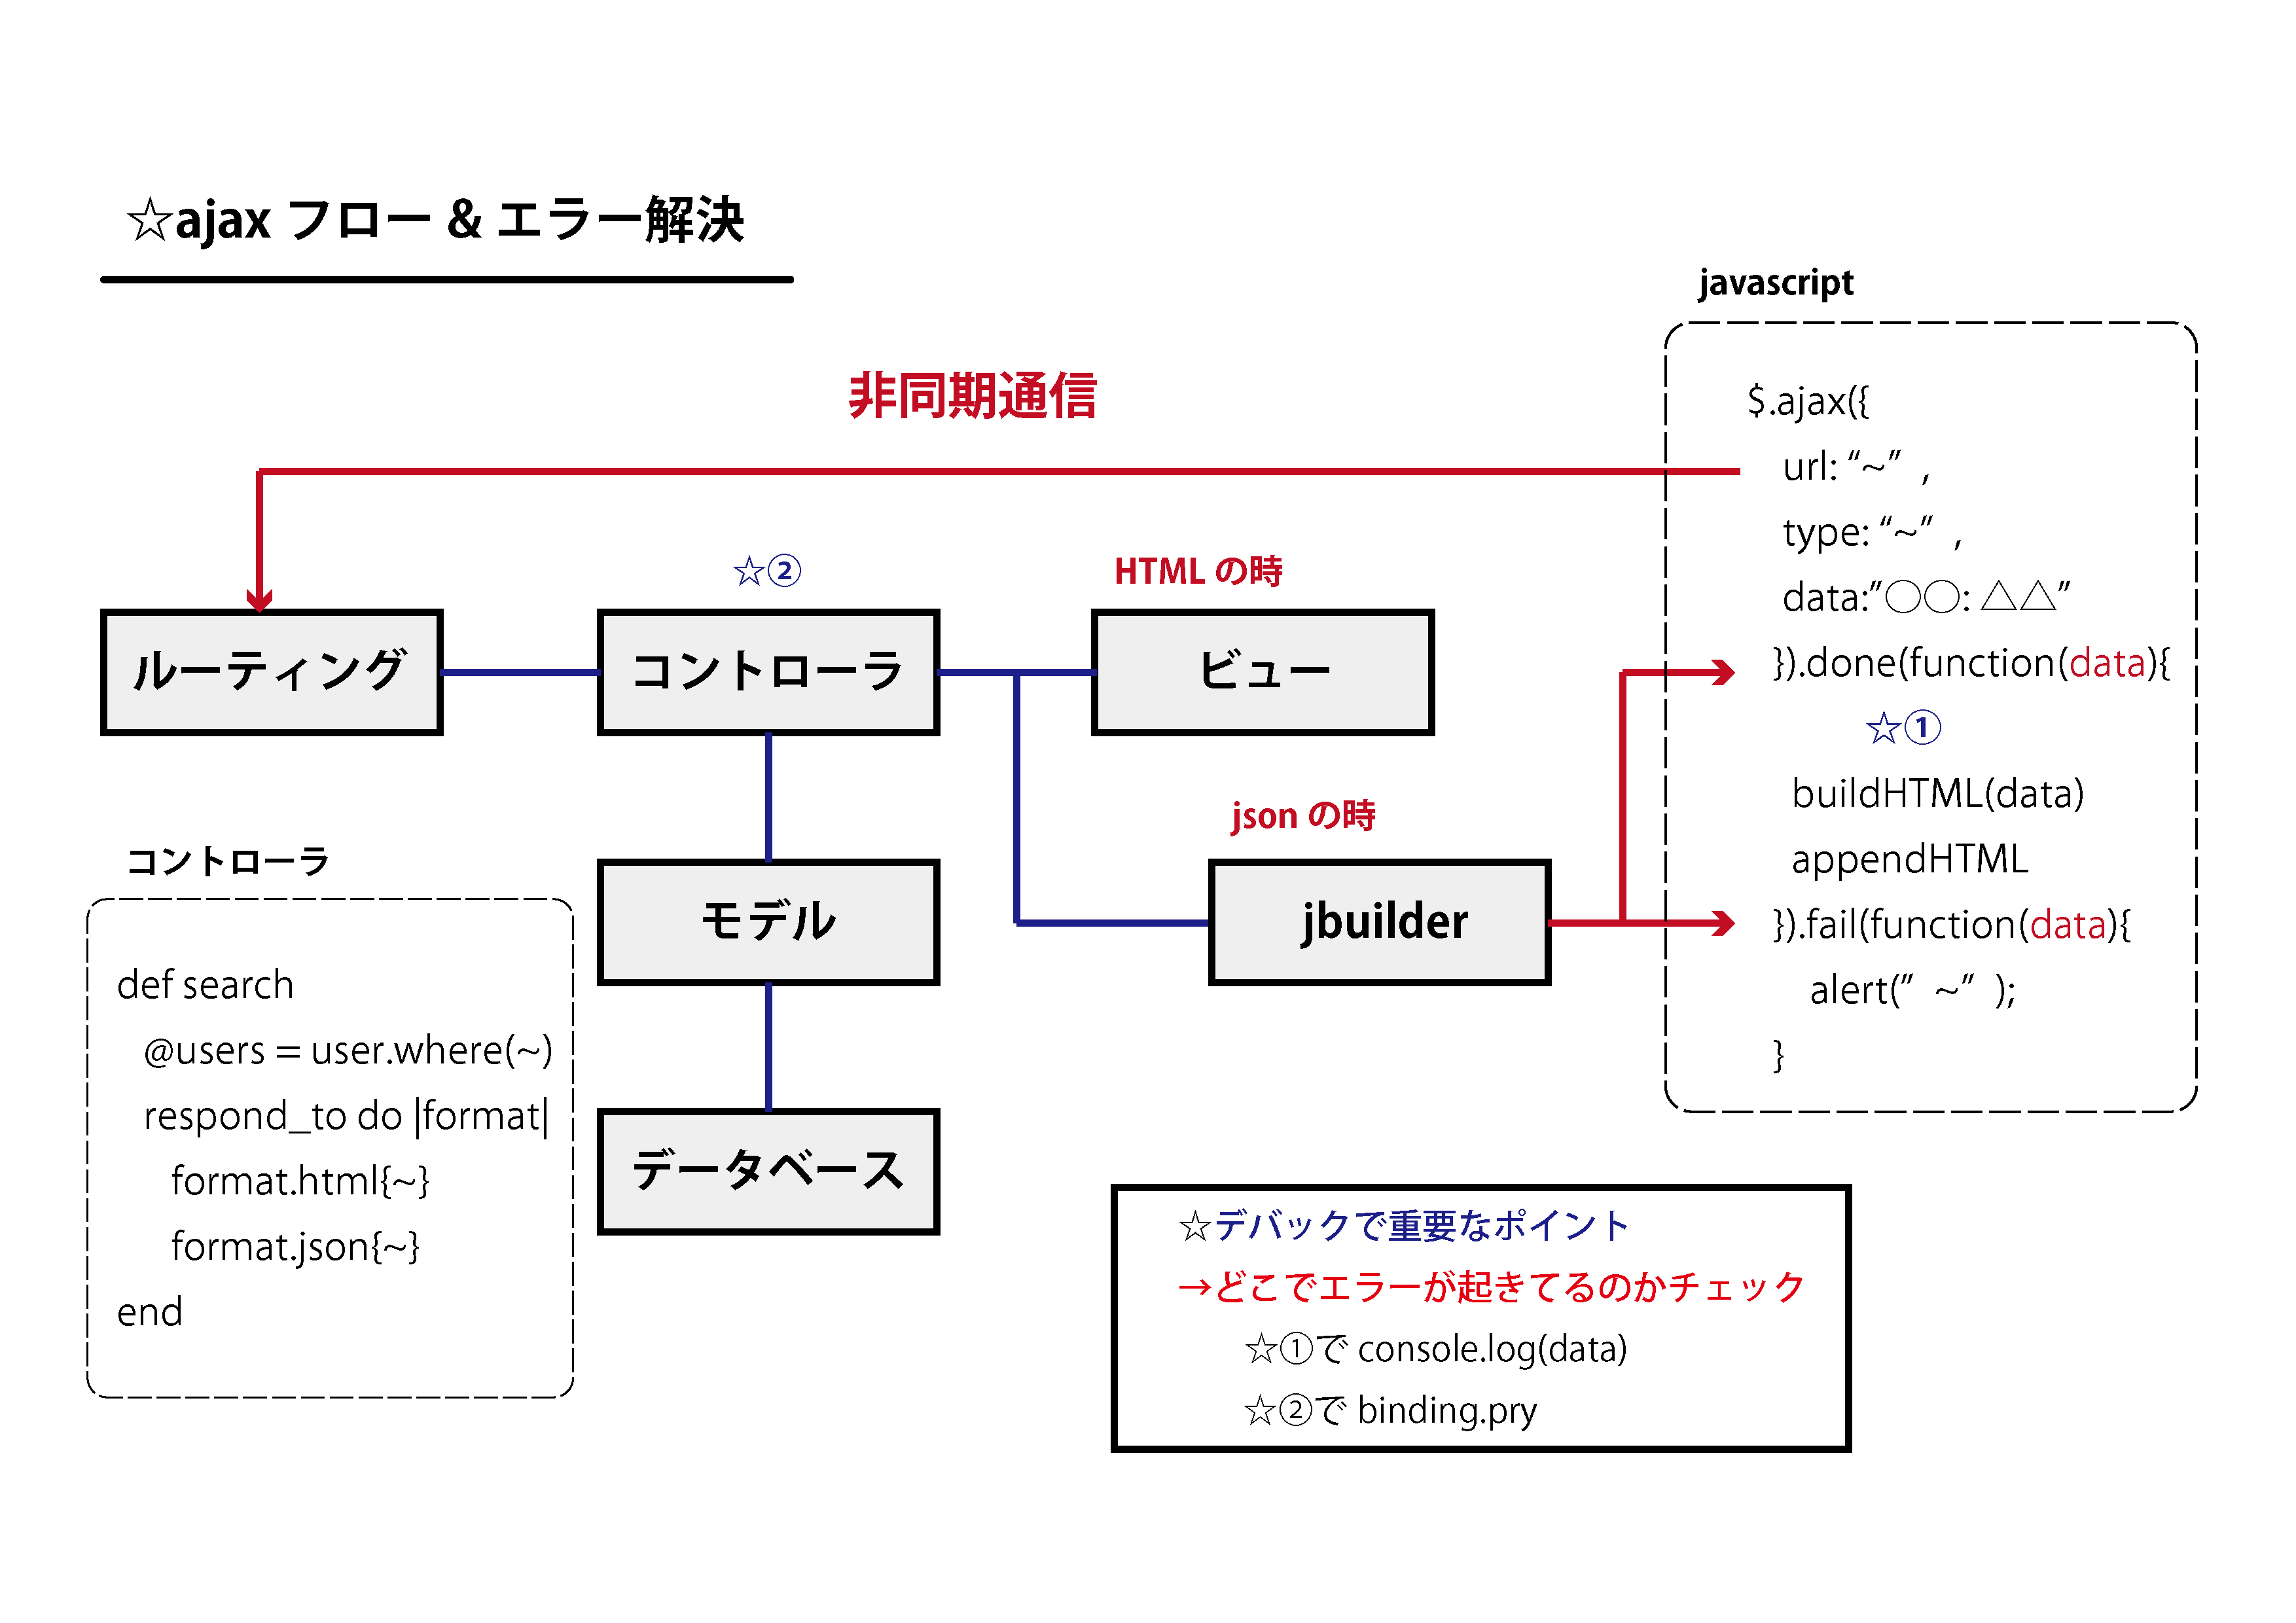 ☆ajax フロー & エラー解決
javascript
非同期通信
$.ajax({
url: “~” ,
type: “~” ,
data:”○○: △△”
}).done(function(data){
☆①
buildHTML(data)
appendHTML
}).fail(function(data){
alert(” ~” );
}
☆②
HTML の時
ルーティング
コントローラ
ビュー
json の時
モデル
jbuilder
データベース
コントローラ
def search
@users = user.where(~)
respond_to do |format|
format.html{~}
format.json{~}
end
☆デバックで重要なポイント
→どこでエラーが起きてるのかチェック
☆①で console.log(data)
☆②で binding.pry